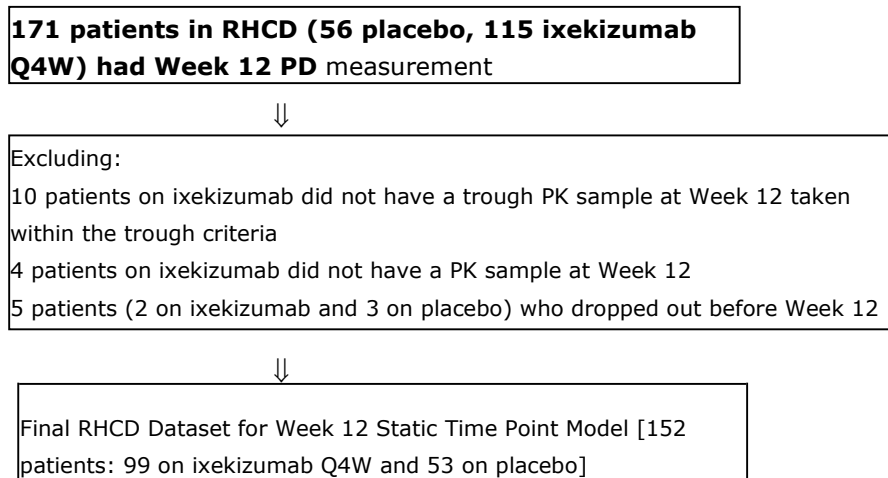 171 patients in RHCD (56 placebo, 115 ixekizumab
Q4W) had Week 12 PD measurement
⇓
Excluding:
10 patients on ixekizumab did not have a trough PK sample at Week 12 taken
within the trough criteria
4 patients on ixekizumab did not have a PK sample at Week 12
5 patients (2 on ixekizumab and 3 on placebo) who dropped out before Week 12
⇓
Final RHCD Dataset for Week 12 Static Time Point Model [152
patients: 99 on ixekizumab Q4W and 53 on placebo]